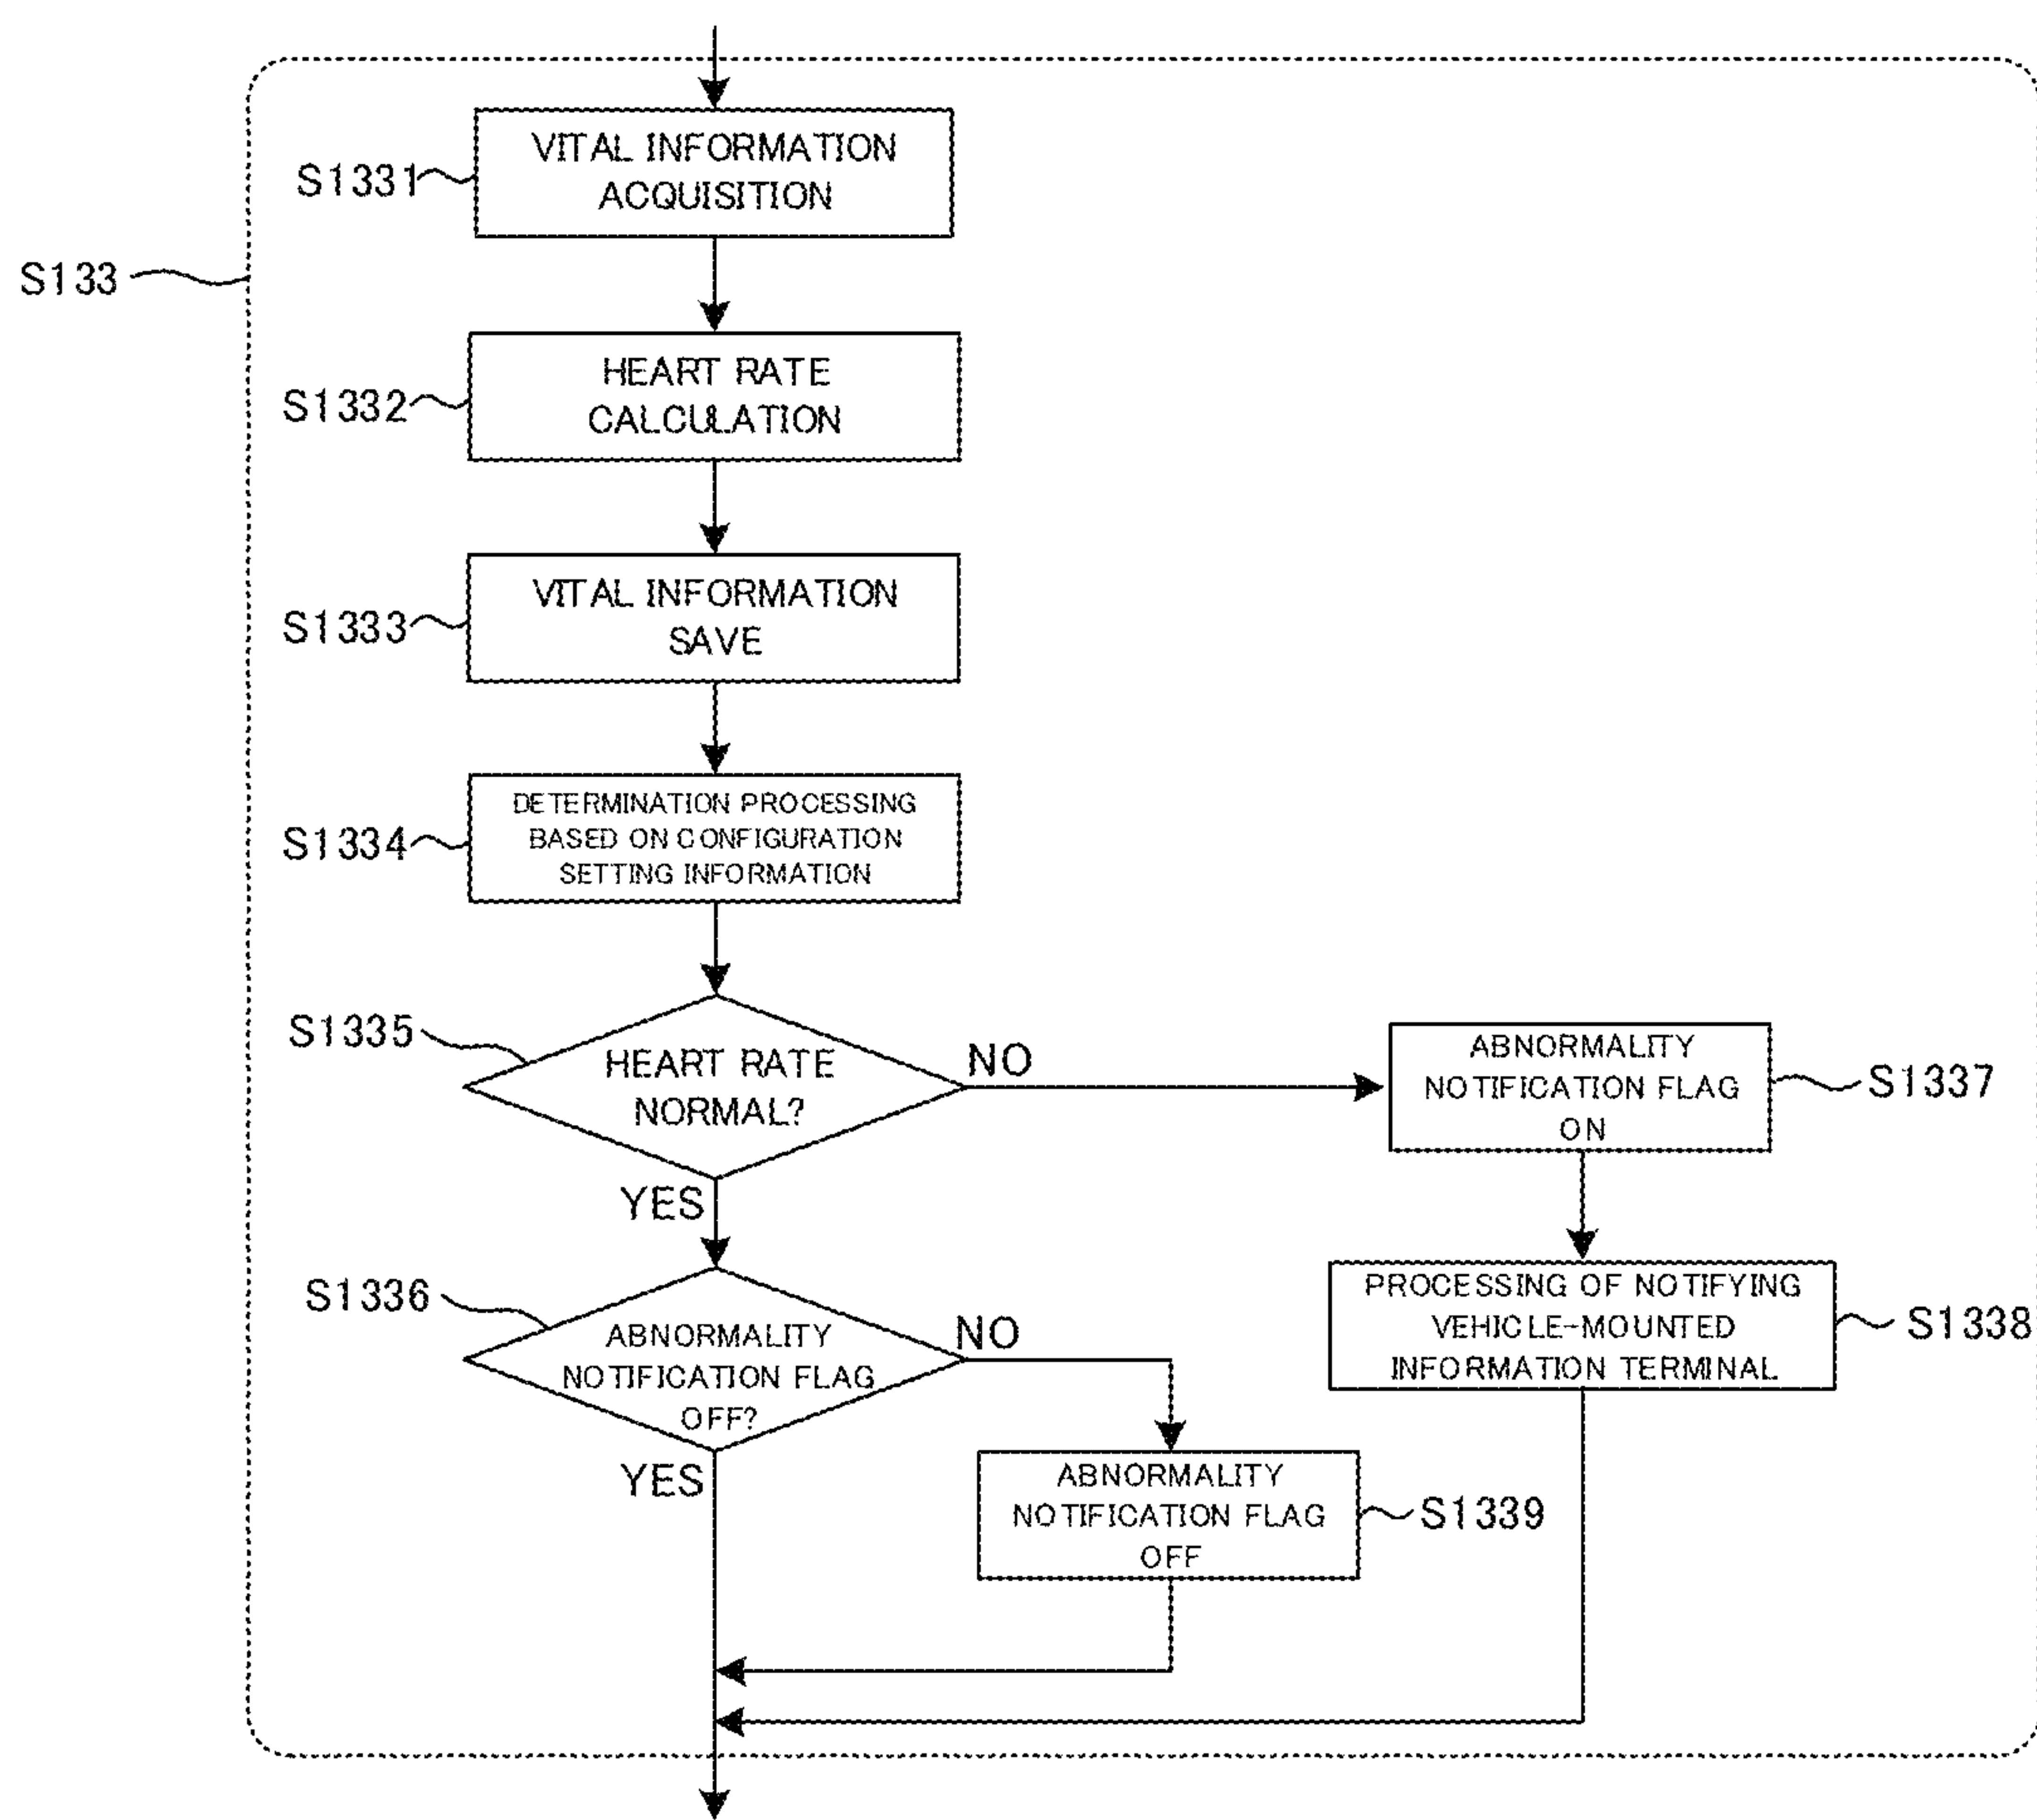 VITAL INFORMATION
ACQUISITION
S1331
S133
HEART RATE
CALCULATION
S1332
VITAL INFORMATION
SAVE
S1333
DETERMINATION PROCESSING
BASED ON CONFIGURATION
SETTING INFORMATION
S1334
S1335
HEART RATE
NORMAL?
NO
YES
ABNORMALITY
NOTIFICATION FLAG
ON
S1337
S1336
ABNORMALITY
NOTIFICATION FLAG
OFF?
NO
YES
PROCESSING OF NOTIFYING
VEHICLE-MOUNTED
INFORMATION TERMINAL
S1338
ABNORMALITY
NOTIFICATION FLAG
OFF
S1339